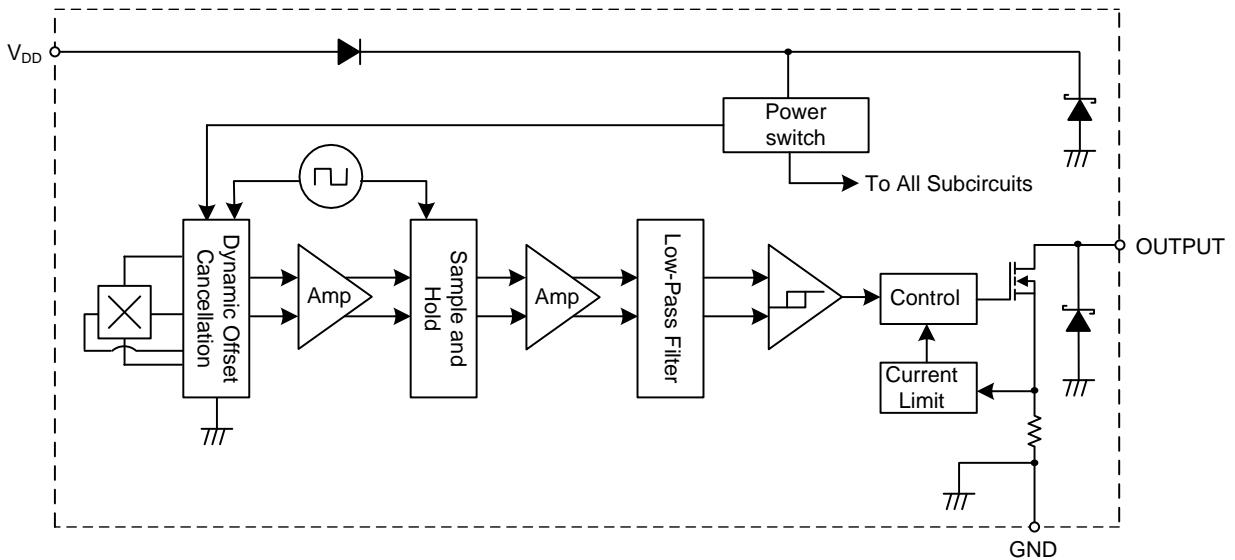 VDD
Power
switch
To All Subcircuits
Dynamic Offset
Cancellation
Amp
Sample and
Hold
Amp
Low-Pass Filter
Control
Current
Limit
OUTPUT
GND